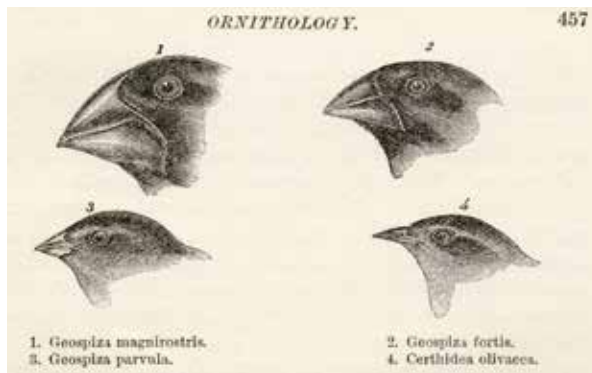 ORNITHOLOGY. 457
1 2
3 4
1. Geospiza magnirostris. 2. Geospiza fortis.
3. Geospiza parvula. 4. Certhidea olivacea.